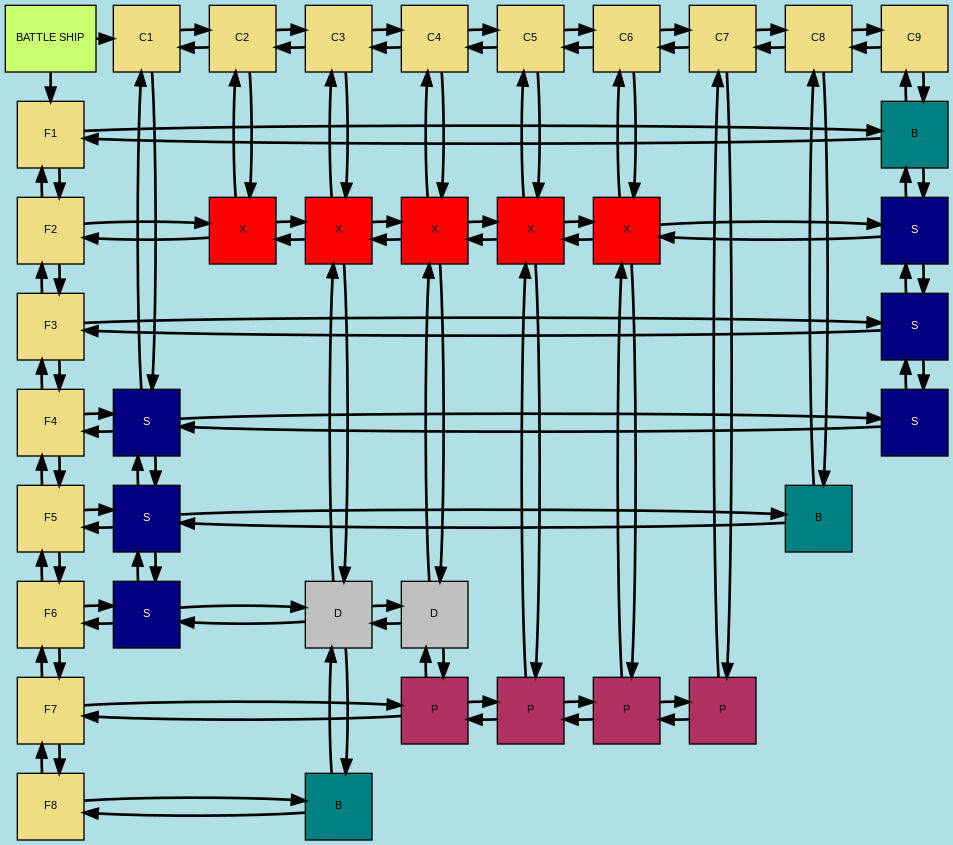 BATTLE SHIP C1 C2 C3 C4 C5 C6 C7 C8 C9
F1 B
F2 X X X X X S
F3 S
F4 S S
F5 S B
F6 S D D
F7 P P P P
F8 B